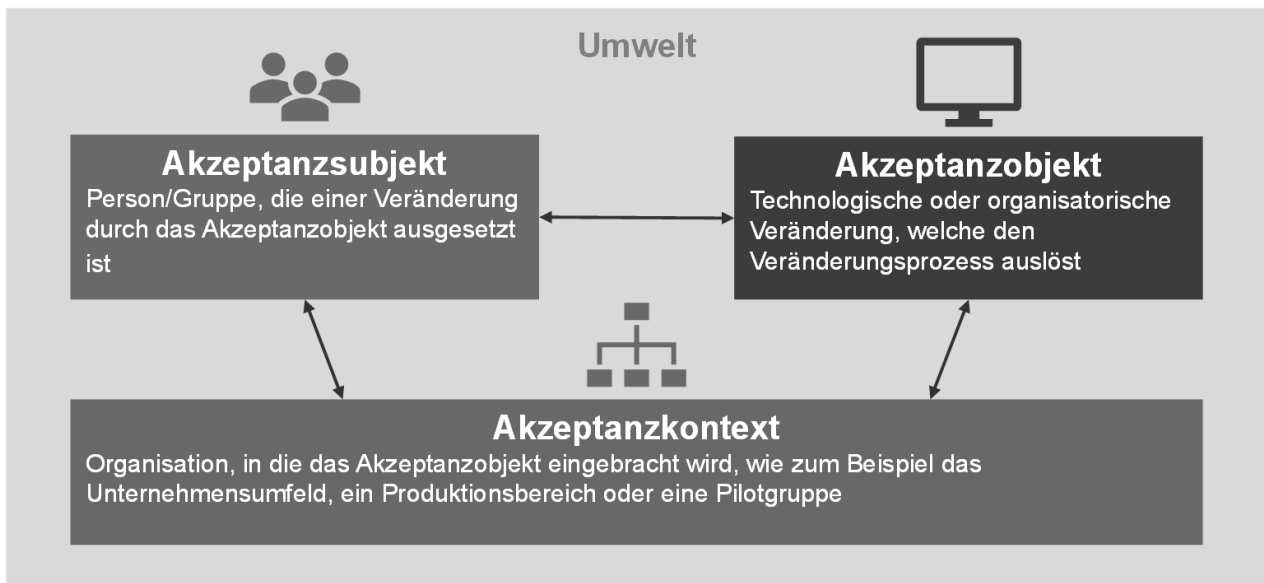 Umwelt
Akzeptanzsubjekt
Person/Gruppe, die einer Veränderung
durch das Akzeptanzobjekt ausgesetzt
ist
Akzeptanzobjekt
Technologische oder organisatorische
Veränderung, welche den
Veränderungsprozess auslöst
Akzeptanzkontext
Organisation, in die das Akzeptanzobjekt eingebracht wird, wie zum Beispiel das
Unternehmensumfeld, ein Produktionsbereich oder eine Pilotgruppe